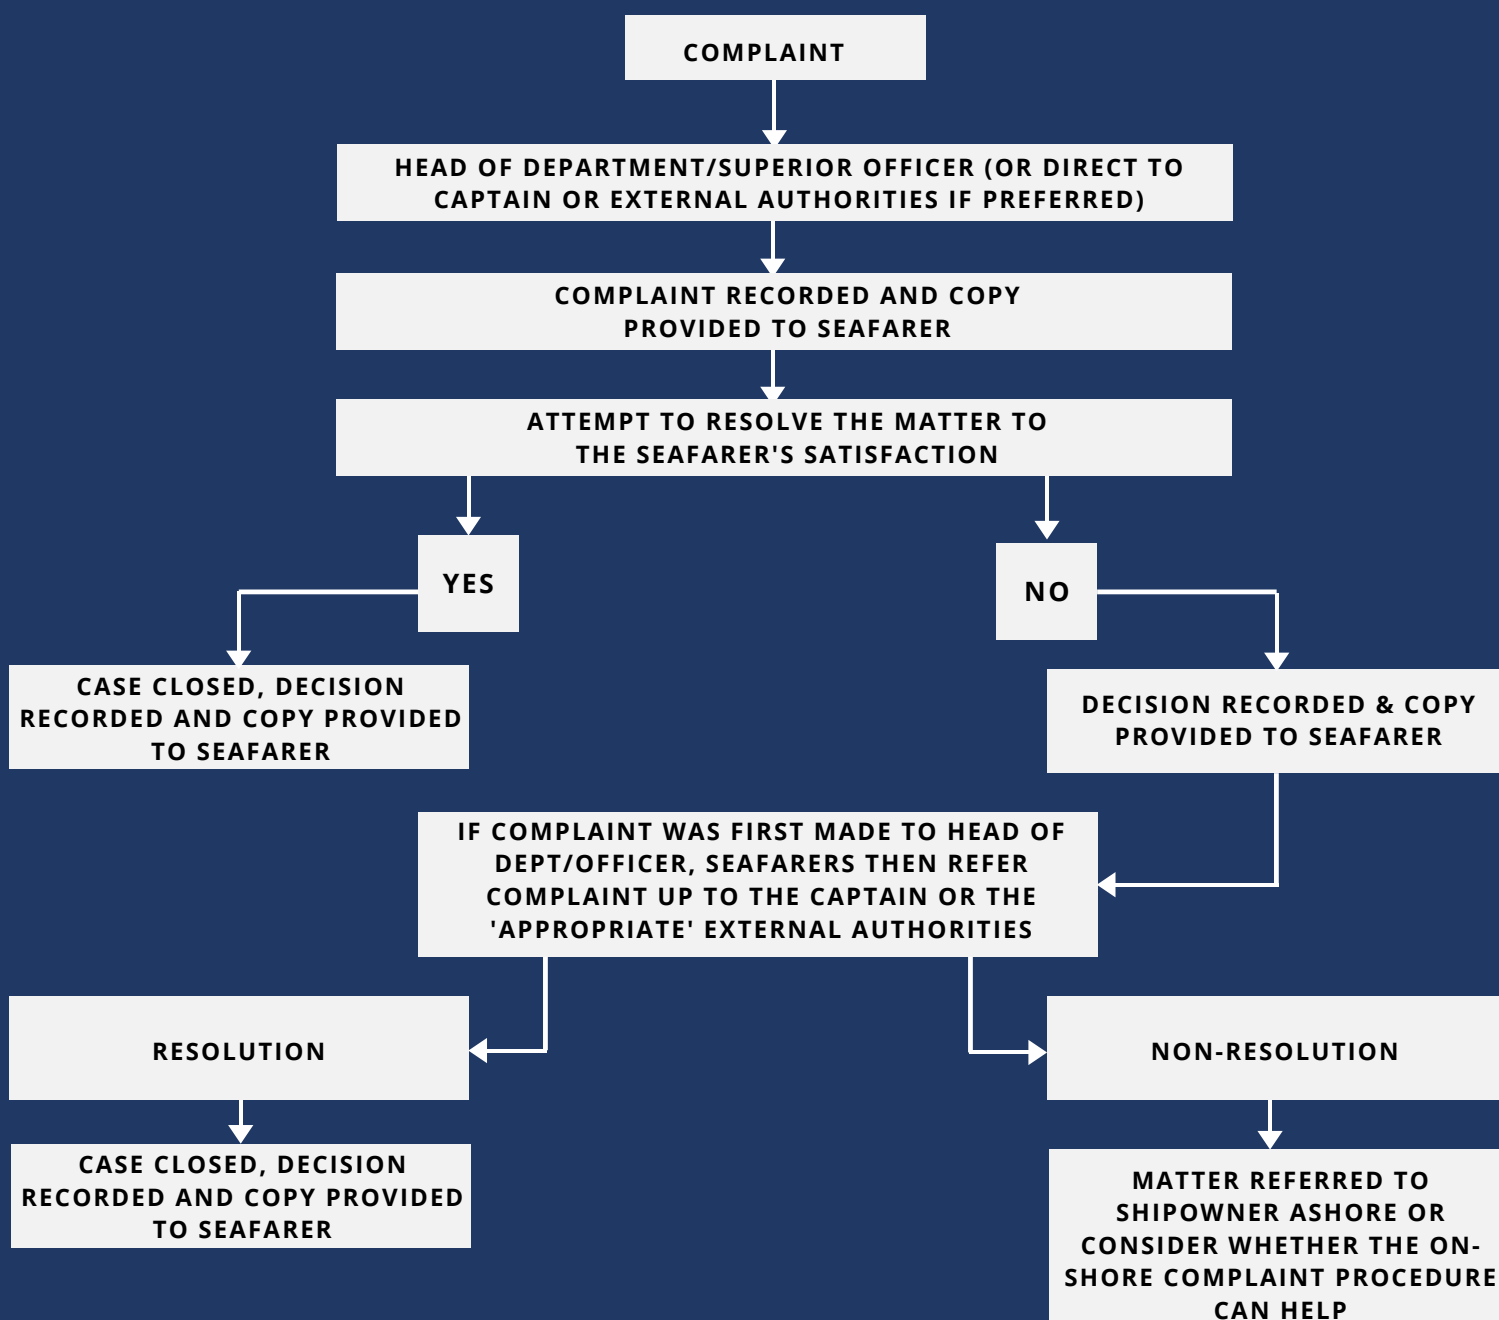 COMPLAINT
HEAD OF DEPARTMENT/SUPERIOR OFFICER (OR DIRECT TO
CAPTAIN OR EXTERNAL AUTHORITIES IF PREFERRED)
COMPLAINT RECORDED AND COPY
PROVIDED TO SEAFARER
ATTEMPT TO RESOLVE THE MATTER TO
THE SEAFARER'S SATISFACTION
YES
NO
CASE CLOSED, DECISION
RECORDED AND COPY PROVIDED
TO SEAFARER
DECISION RECORDED & COPY
PROVIDED TO SEAFARER
IF COMPLAINT WAS FIRST MADE TO HEAD OF
DEPT/OFFICER, SEAFARERS THEN REFER
COMPLAINT UP TO THE CAPTAIN OR THE
'APPROPRIATE' EXTERNAL AUTHORITIES
RESOLUTION
NON-RESOLUTION
CASE CLOSED, DECISION
RECORDED AND COPY PROVIDED
TO SEAFARER
MATTER REFERRED TO
SHIPOWNER ASHORE OR
CONSIDER WHETHER THE ON-
SHORE COMPLAINT PROCEDURE
CAN HELP